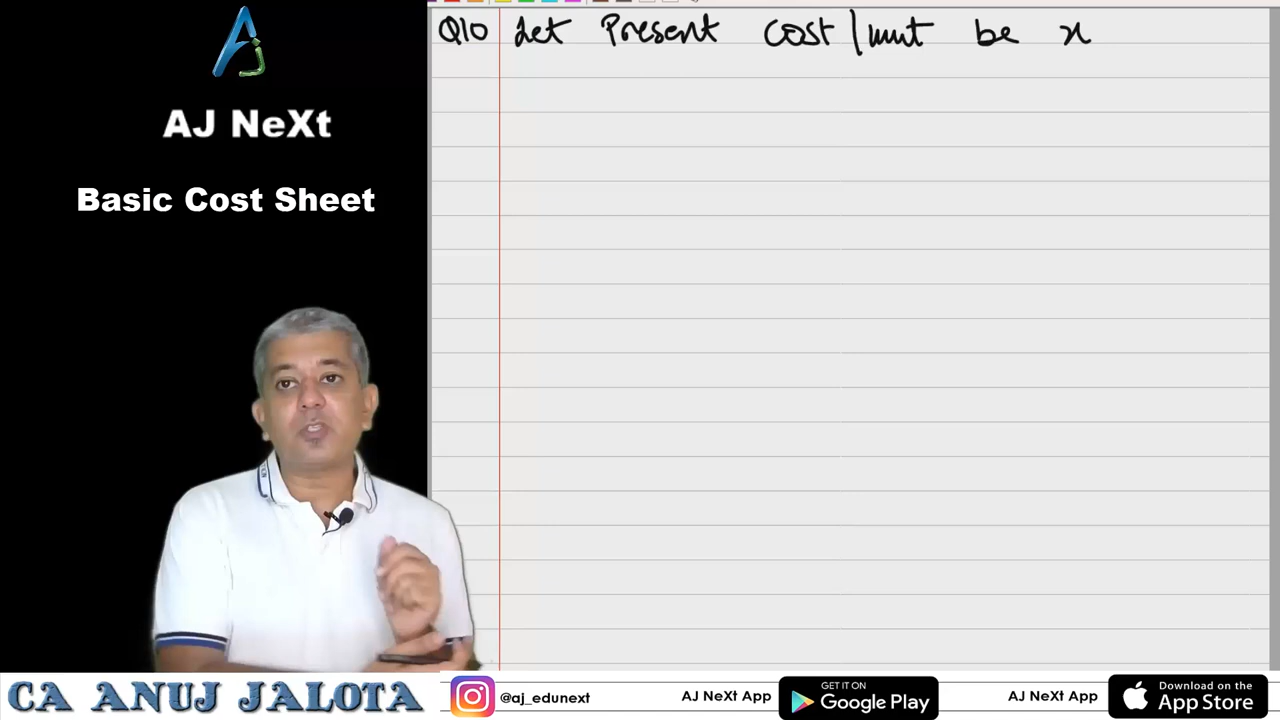 AJ NeXt
Basic Cost Sheet
Q10 Let Present Cost/unit be x
CA ANUJ JALOTA
@aj_edunext
AJ NeXt App
GET IT ON
Google Play
AJ NeXt App
Download on the
App Store